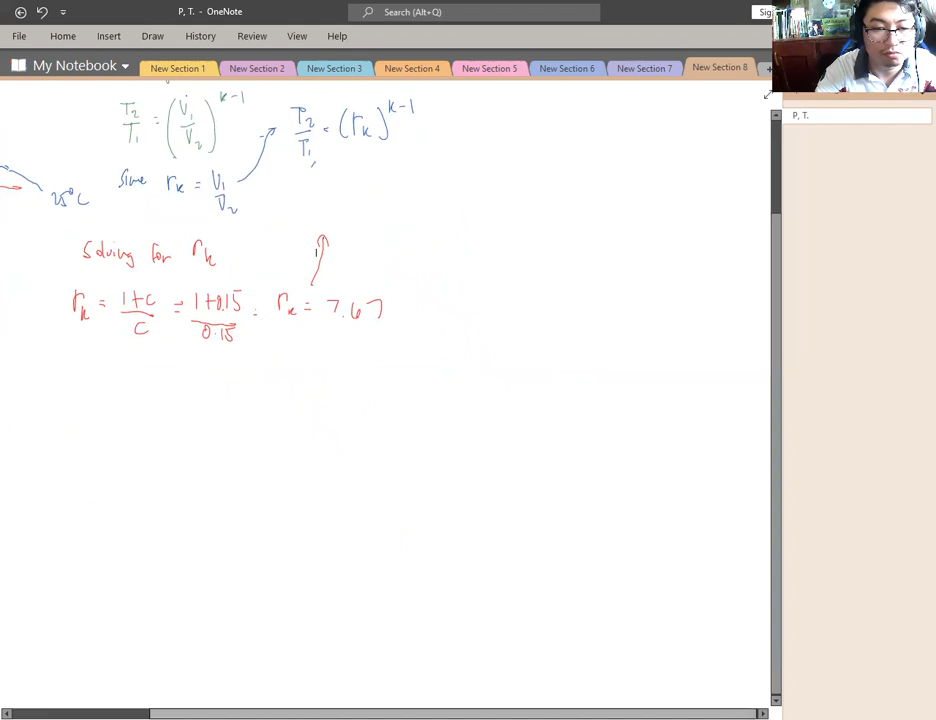 P, T. - OneNote
Search (Alt+Q)
Sig
File Home Insert Draw History Review View Help
My Notebook
New Section 1 New Section 2 New Section 3 New Section 4 New Section 5 New Section 6 New Section 7 New Section 8
P, T.
T2/T1 = (V1/V2)^k-1
T2/T1 = (rk)^k-1
25°C
since rk = V1/V2
Solving for rk
rk = 1+c/c = 1+0.15/0.15 = rk = 7.67